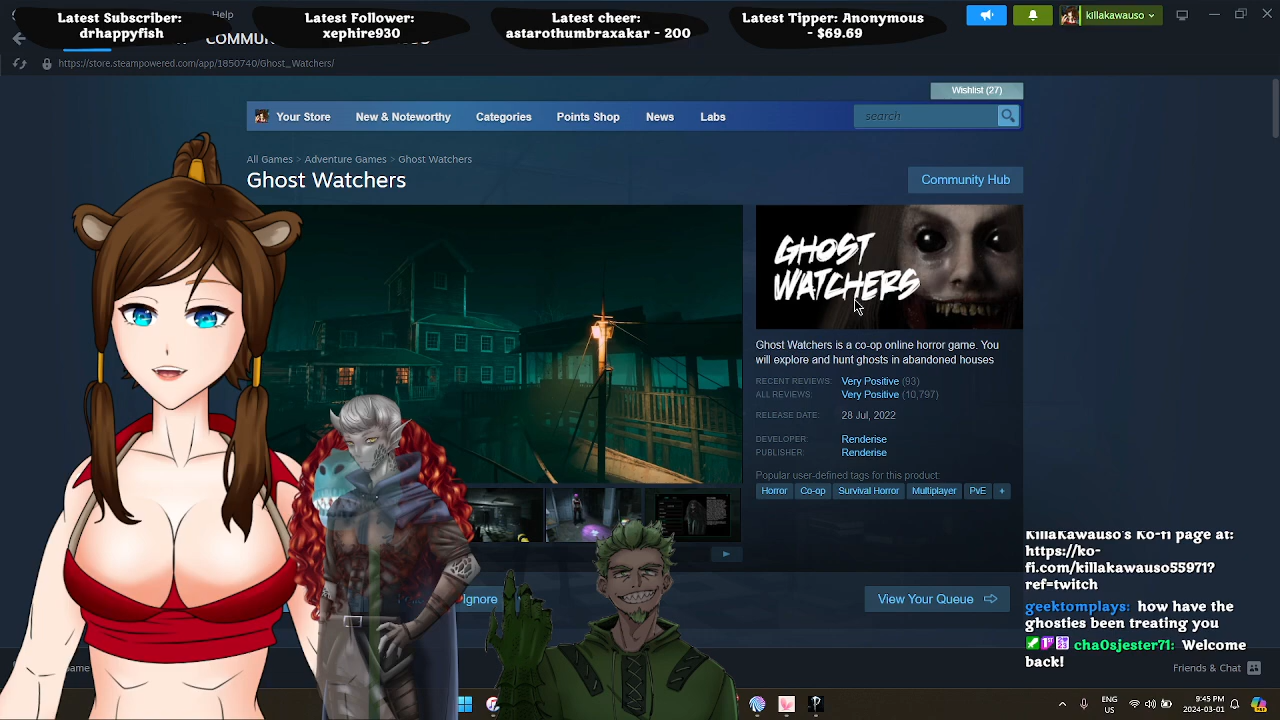 Latest Subscriber:
drhappyfish
Latest Follower:
xephire930
Latest cheer:
astarothumbraxakar - 200
Latest Tipper: Anonymous
- $69.69
Help
killakawauso
https://store.steampowered.com/app/1850740/Ghost_Watchers/
Wishlist (27)
Your Store
New & Noteworthy
Categories
Points Shop
News
Labs
search
All Games > Adventure Games > Ghost Watchers
Ghost Watchers
Community Hub
GHOST
WATCHERS
Ghost Watchers is a co-op online horror game. You
will explore and hunt ghosts in abandoned houses
RECENT REVIEWS: Very Positive (93)
ALL REVIEWS: Very Positive (10,797)
RELEASE DATE: 28 Jul, 2022
DEVELOPER: Renderise
PUBLISHER: Renderise
Popular user-defined tags for this product:
Horror
Co-op
Survival Horror
Multiplayer
PvE
+
Ignore
View Your Queue
KillaKawauso's Ko-fi page at:
https://ko-
fi.com/killakawauso55971?
ref=twitch
geektomplays: how have the
ghosties been treating you
cha0sjester71: Welcome
back!
Friends & Chat
ENG
US
9:45 PM
2024-03-01